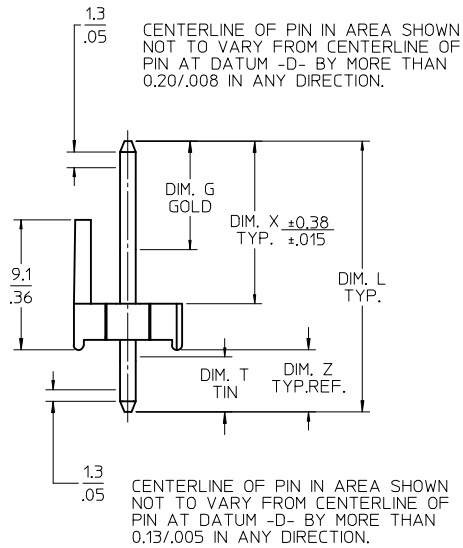 1.3
.05
CENTERLINE OF PIN IN AREA SHOWN
NOT TO VARY FROM CENTERLINE OF
PIN AT DATUM -D- BY MORE THAN
0.20/.008 IN ANY DIRECTION.
DIM. G
GOLD
DIM. X ±0.38
TYP. ±.015
DIM. L
TYP.
9.1
.36
DIM. T
TIN
DIM. Z
TYP.REF.
1.3
.05
CENTERLINE OF PIN IN AREA SHOWN
NOT TO VARY FROM CENTERLINE OF
PIN AT DATUM -D- BY MORE THAN
0.13/.005 IN ANY DIRECTION.